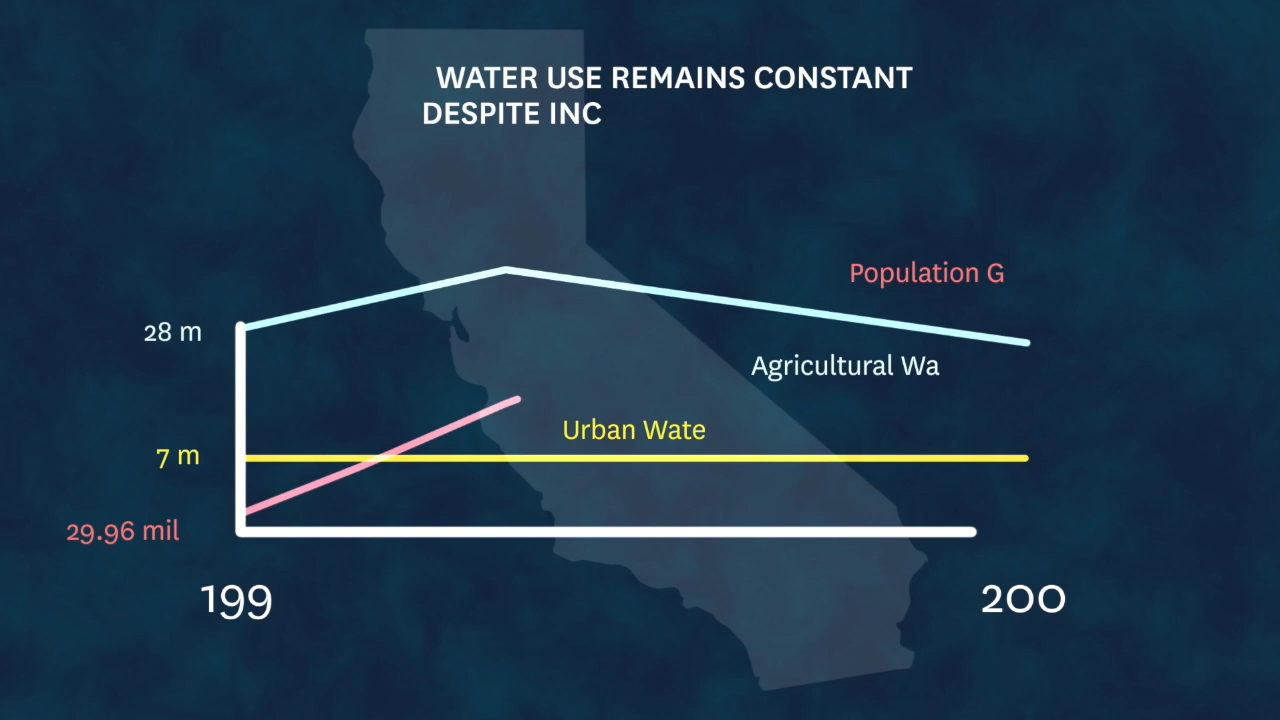 WATER USE REMAINS CONSTANT
DESPITE INC
Population G
28 m
Agricultural Wa
Urban Wate
7 m
29.96 mil
199
200